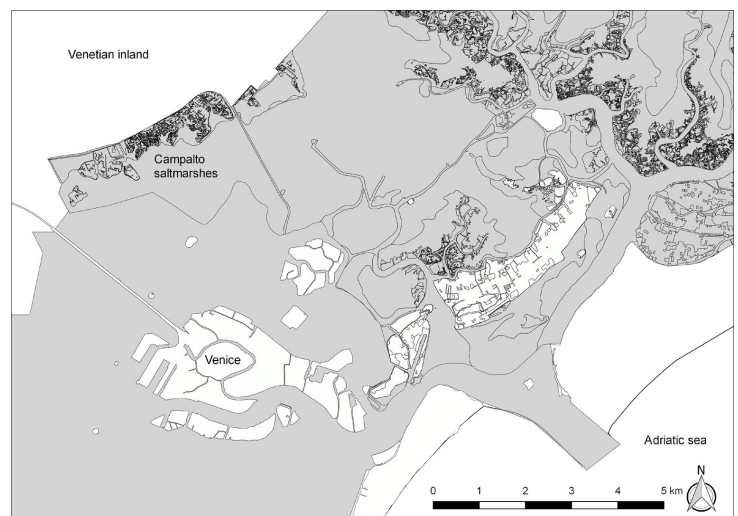 Venetian inland
Campalto
saltmarshes
Venice
Adriatic sea
N
0 1 2 3 4 5 km